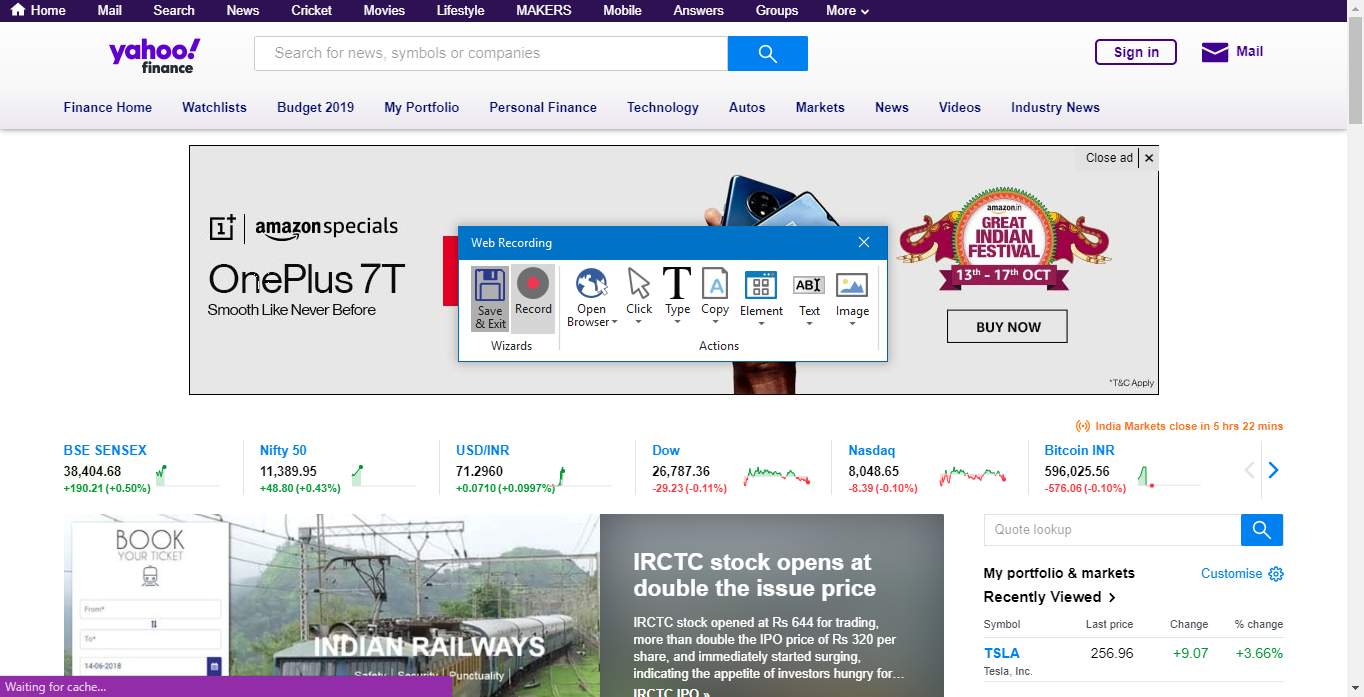 Home Mail Search News Cricket Movies Lifestyle MAKERS Mobile Answers Groups More
yahoo!
finance
Search for news, symbols or companies
Sign in
Mail
Finance Home Watchlists Budget 2019 My Portfolio Personal Finance Technology Autos Markets News Videos Industry News
Close ad
1+ amazonspecials
OnePlus 7T
Smooth Like Never Before
amazon.in
GREAT
INDIAN
FESTIVAL
13th - 17th OCT
BUY NOW
*T&C Apply
Web Recording
Save
& Exit
Record
Open
Browser
Click
Type
Copy
Element
Text
Image
Wizards
Actions
India Markets close in 5 hrs 22 mins
BSE SENSEX
38,404.68
+190.21 (+0.50%)
Nifty 50
11,389.95
+48.80 (+0.43%)
USD/INR
71.2960
+0.0710 (+0.0997%)
Dow
26,787.36
-29.23 (-0.11%)
Nasdaq
8,048.65
-8.39 (-0.10%)
Bitcoin INR
596,025.56
-576.06 (-0.10%)
BOOK
YOUR TICKET
From*
To*
14-06-2018
INDIAN RAILWAYS
Safety | Security | Punctuality
IRCTC stock opens at
double the issue price
IRCTC stock opened at Rs 644 for trading,
more than double the IPO price of Rs 320 per
share, and immediately started surging,
indicating the appetite of investors hungry for...
IRCTC IPO »
Quote lookup
My portfolio & markets
Customise
Recently Viewed
Symbol Last price Change % change
TSLA 256.96 +9.07 +3.66%
Tesla, Inc.
Waiting for cache...